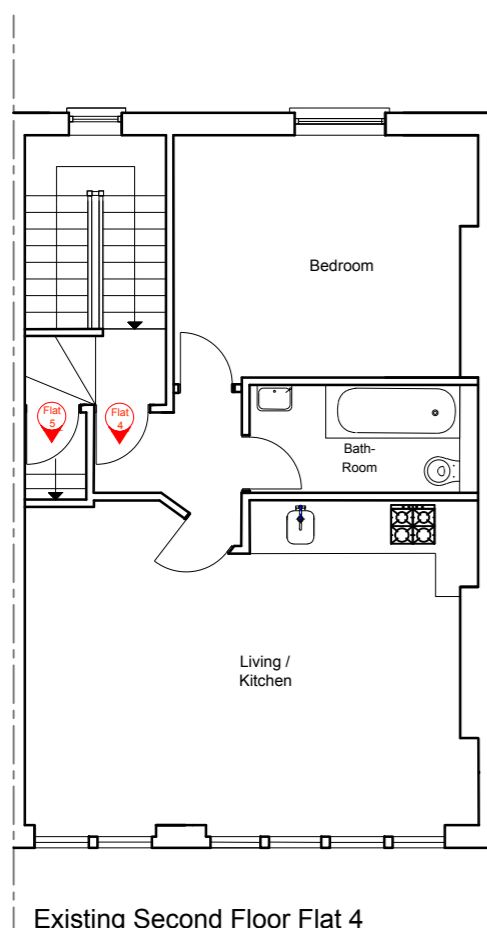 Bedroom
Flat
5
Flat
4
Bath-
Room
Living /
Kitchen
Existing Second Floor Flat 4